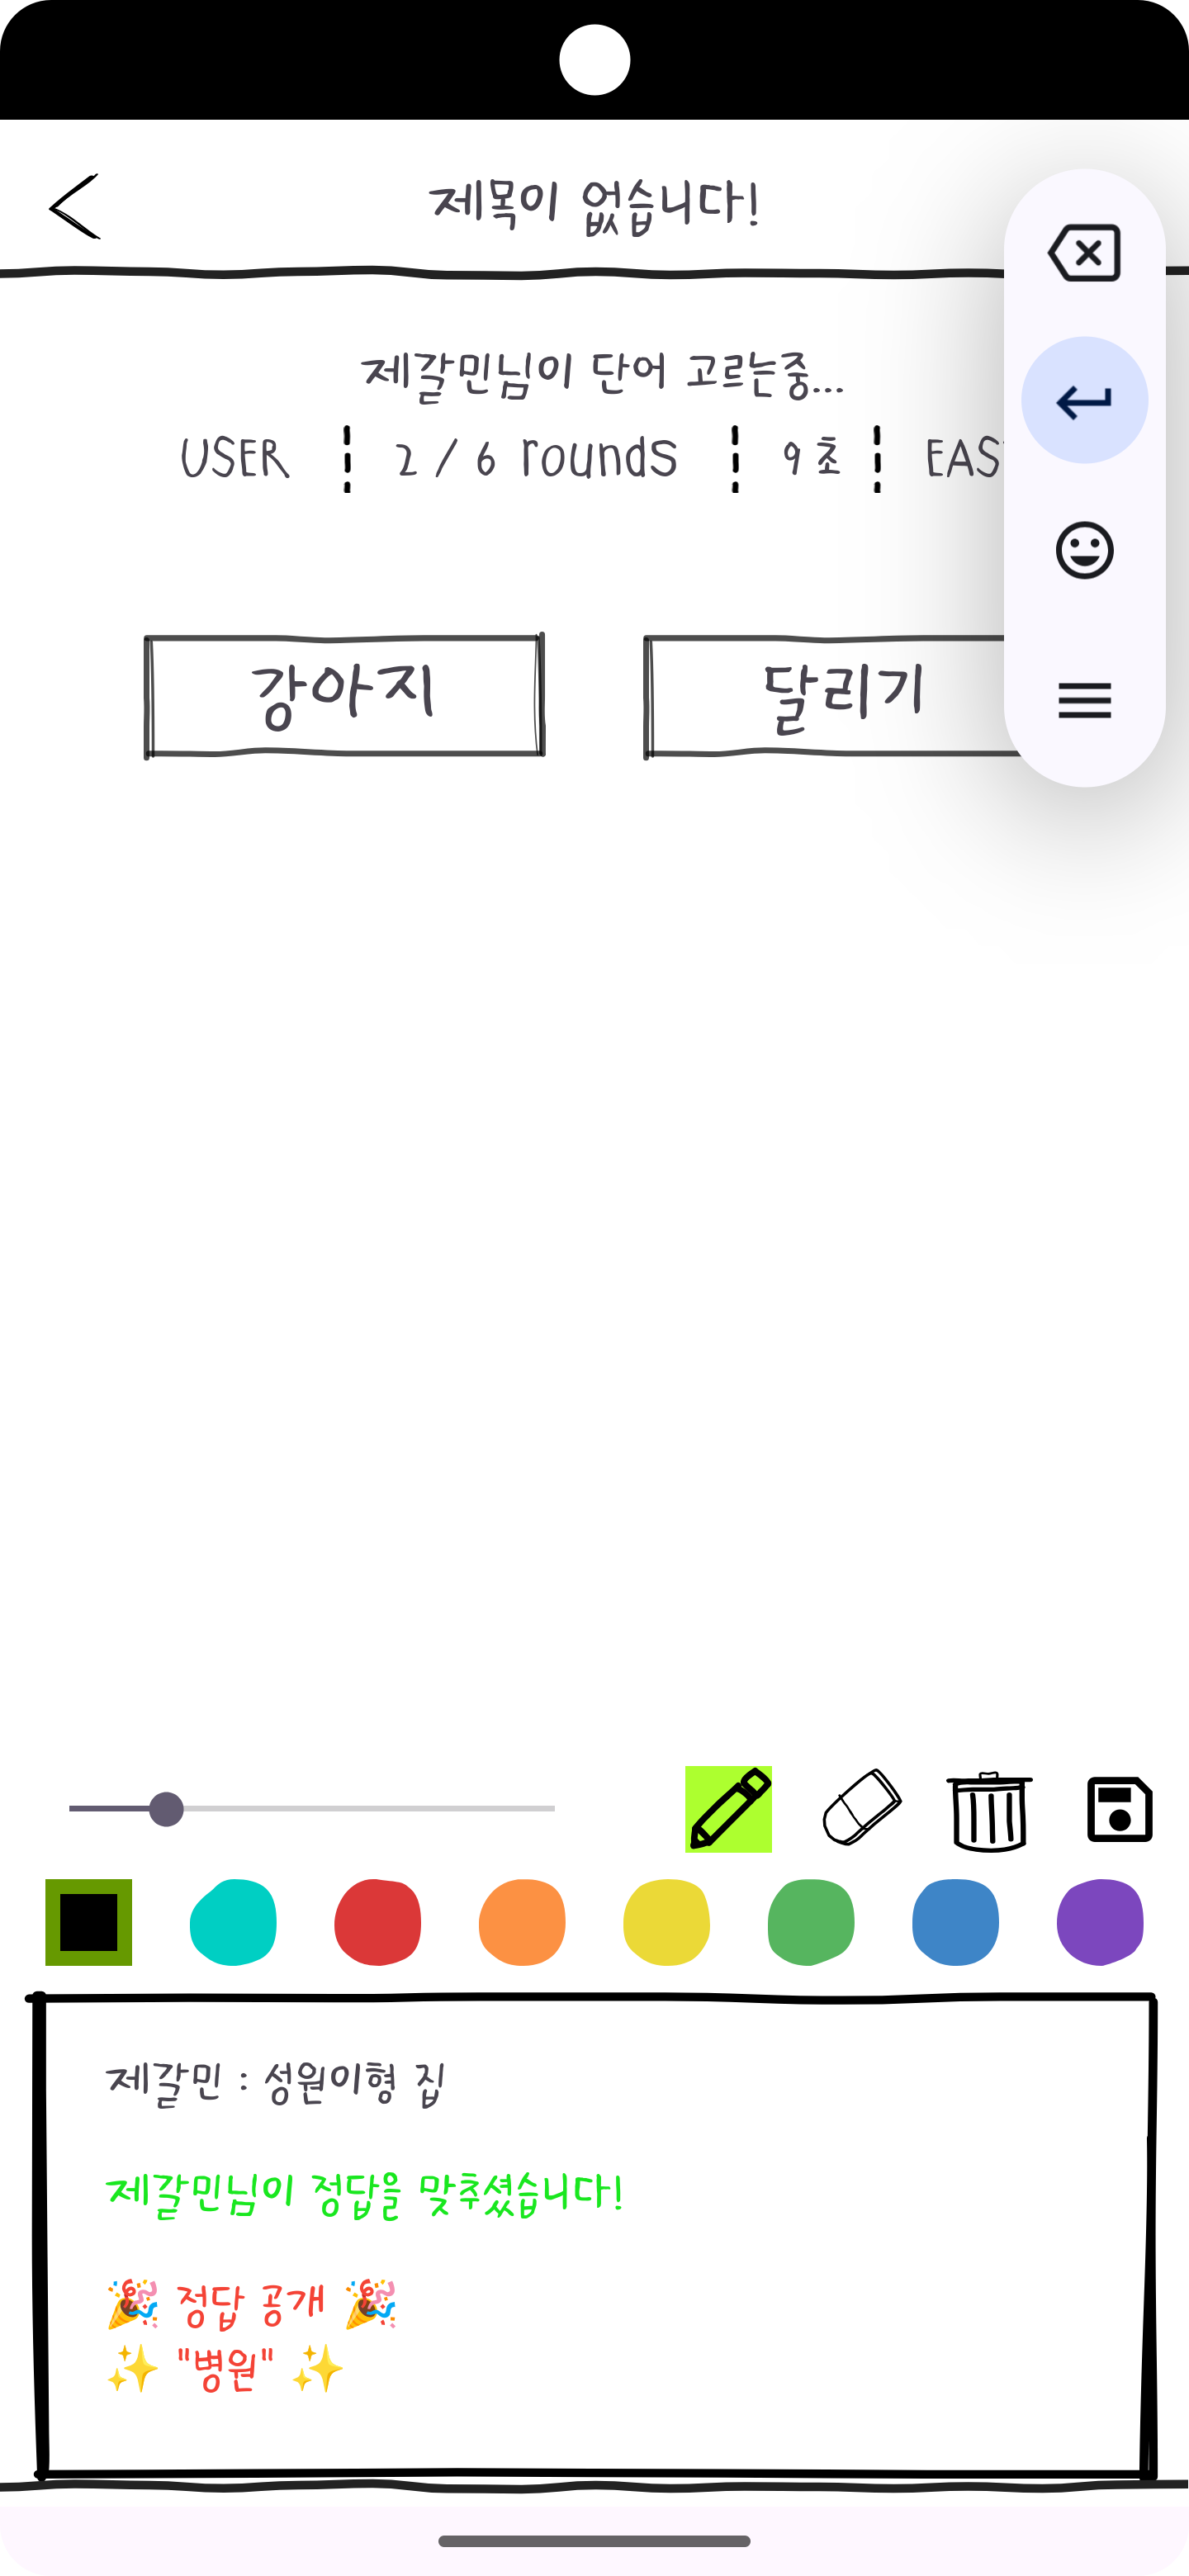 제목이 없습니다!
제갈민님이 단어 고르는중...
USER 2 / 6 rounds 9 초
강아지 달리기
제갈민 : 성원이형 집
제갈민님이 정답을 맞추셨습니다!
🎉 정답 공개 🎉
✨ "병원" ✨